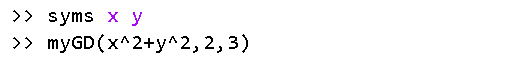 >> syms x y
>> myGD(x^2+y^2,2,3)